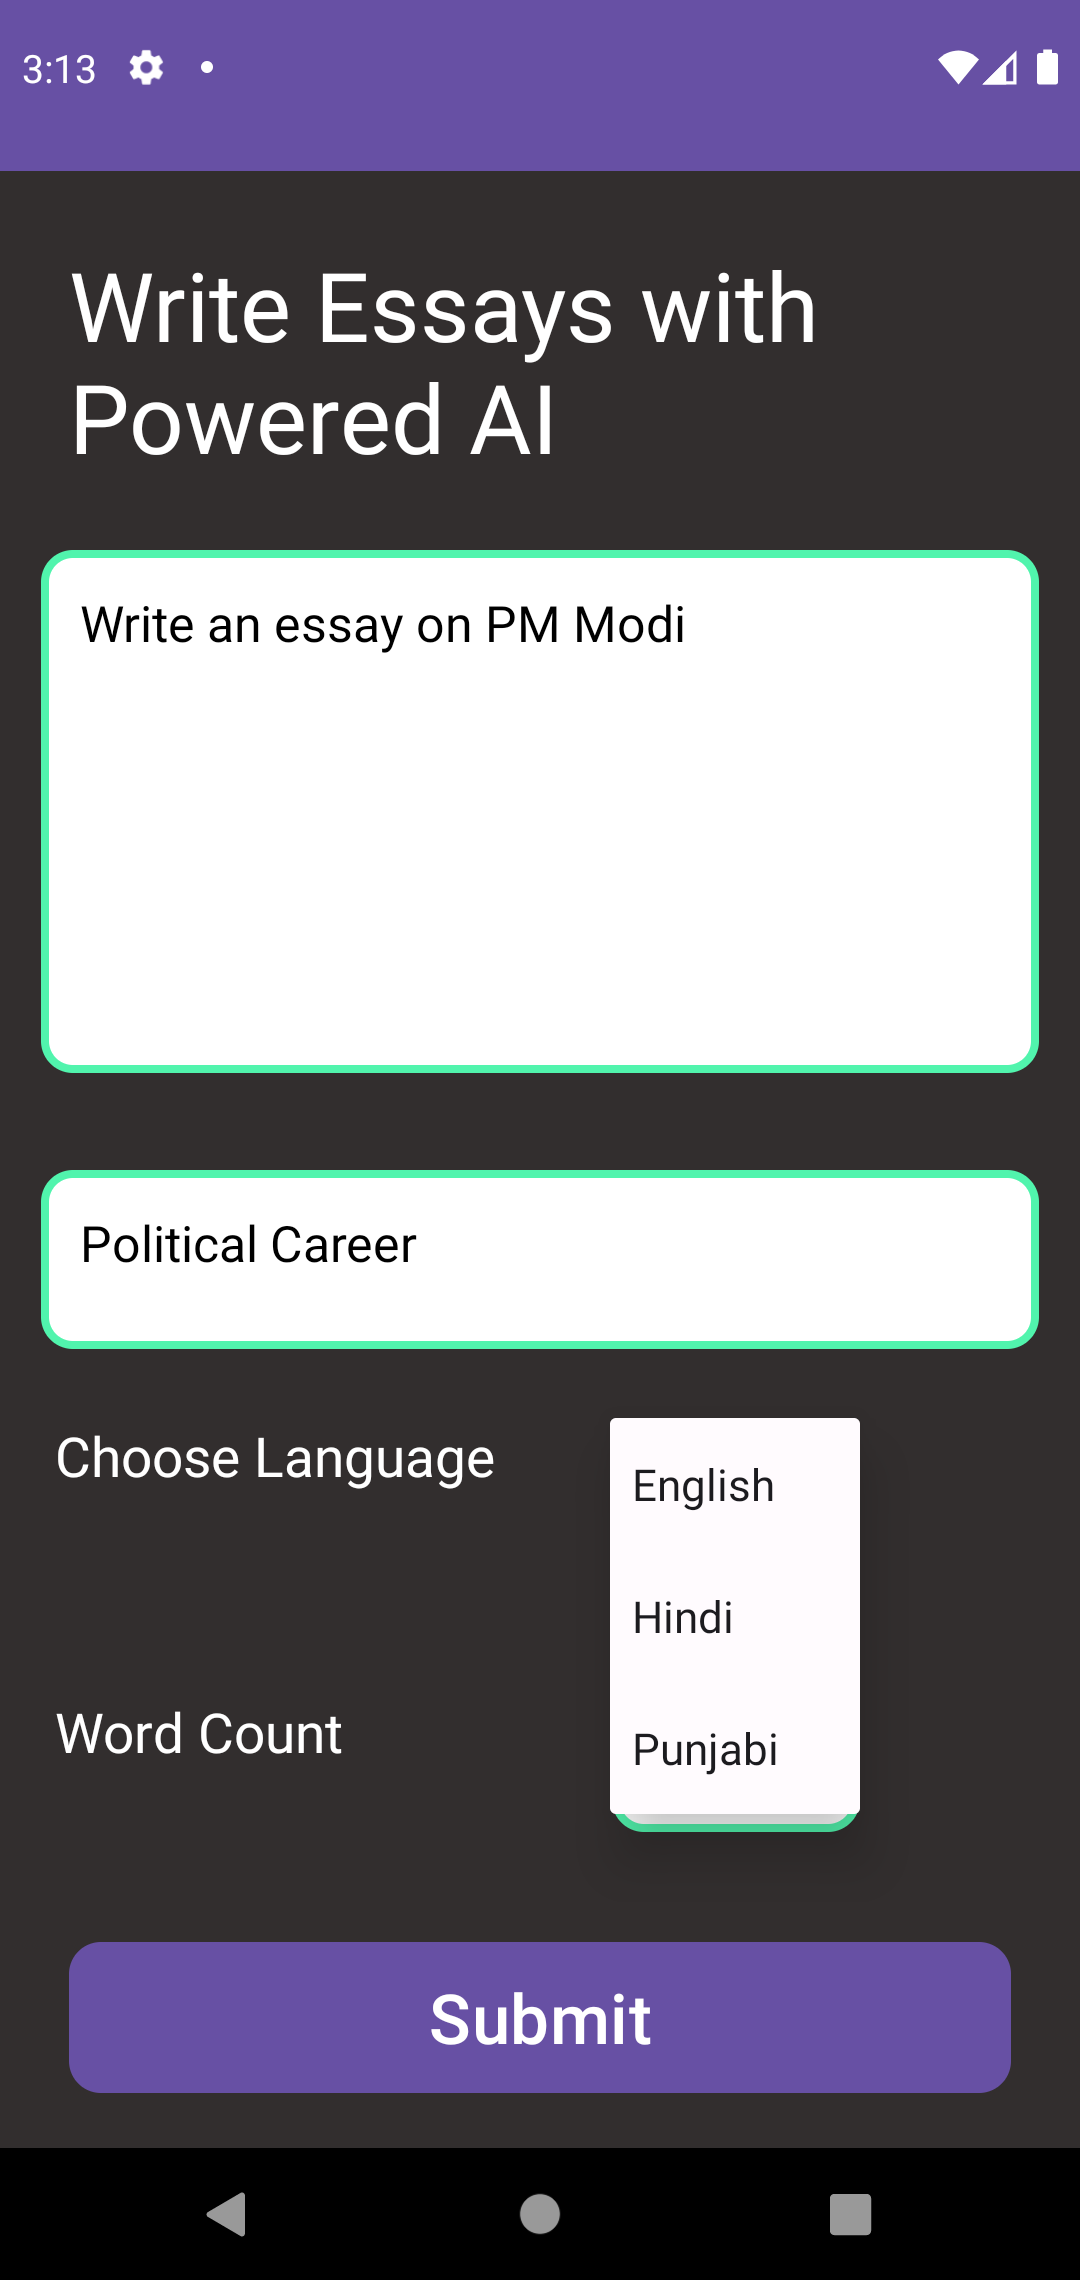 3:13
Write Essays with
Powered AI
Write an essay on PM Modi
Political Career
Choose Language
English
Hindi
Word Count
Punjabi
Submit